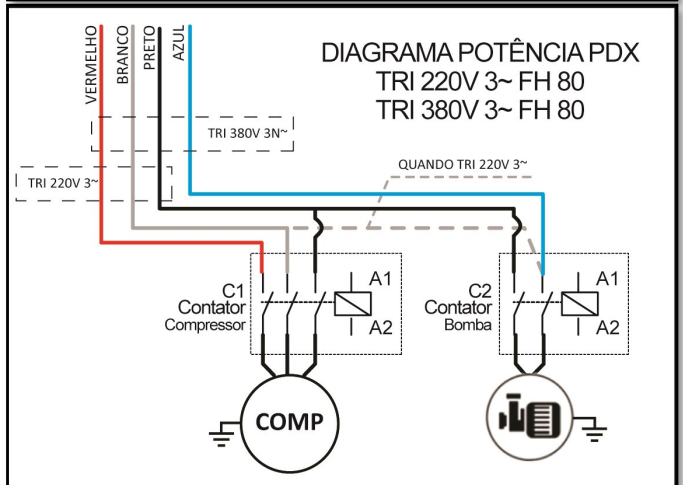 VERMELHO
BRANCO
PRETO
AZUL
DIAGRAMA POTÊNCIA PDX
TRI 220V 3~ FH 80
TRI 380V 3~ FH 80
TRI 380V 3N~
TRI 220V 3~
QUANDO TRI 220V 3~
C1
Contator
Compressor
A1
A2
C2
Contator
Bomba
A1
A2
COMP